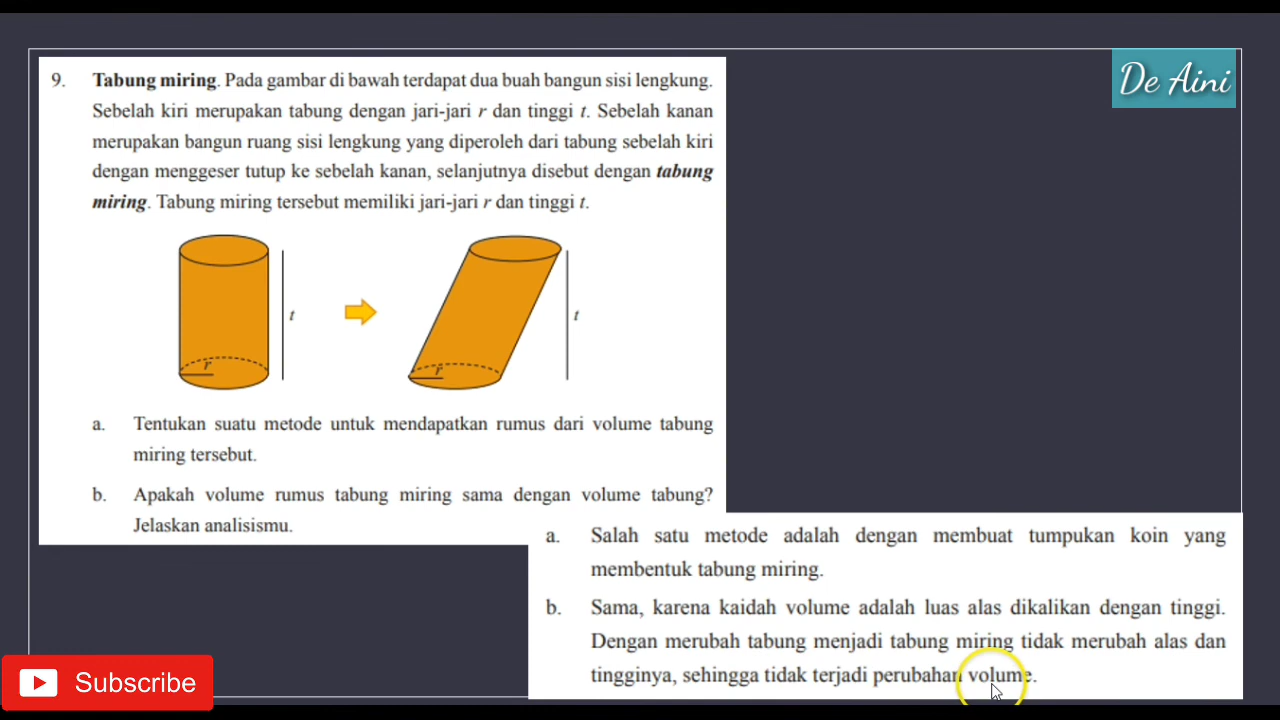 De Aini
9. Tabung miring. Pada gambar di bawah terdapat dua buah bangun sisi lengkung.
Sebelah kiri merupakan tabung dengan jari-jari r dan tinggi t. Sebelah kanan
merupakan bangun ruang sisi lengkung yang diperoleh dari tabung sebelah kiri
dengan menggeser tutup ke sebelah kanan, selanjutnya disebut dengan tabung
miring. Tabung miring tersebut memiliki jari-jari r dan tinggi t.
t
t
r
r
a. Tentukan suatu metode untuk mendapatkan rumus dari volume tabung
miring tersebut.
b. Apakah volume rumus tabung miring sama dengan volume tabung?
Jelaskan analisismu.
a. Salah satu metode adalah dengan membuat tumpukan koin yang
membentuk tabung miring.
b. Sama, karena kaidah volume adalah luas alas dikalikan dengan tinggi.
Dengan merubah tabung menjadi tabung miring tidak merubah alas dan
tingginya, sehingga tidak terjadi perubahan volume.
Subscribe